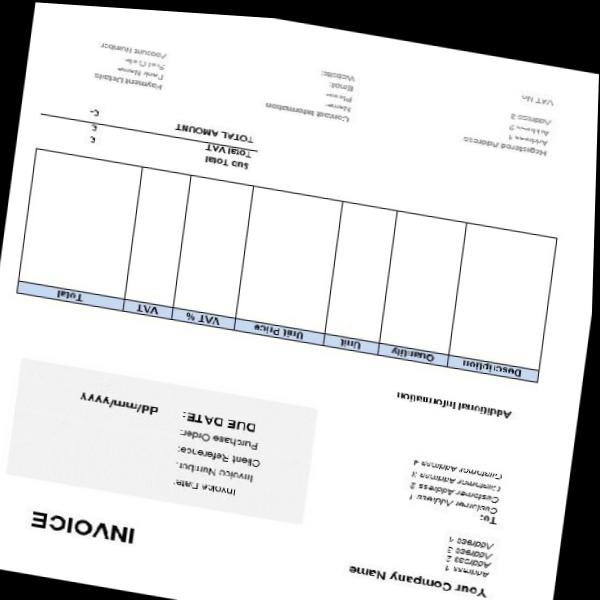 Your Company Name
Address 1
Address 2
Address 3
Address 4
INVOICE
To:
Customer Address 1
Customer Address 2
Customer Address 3
Customer Address 4
Invoice Date:
Invoice Number:
Client Reference:
Purchase Order:
DUE DATE: dd/mm/yyyy
Additional Information
Description Quantity Unit Unit Price VAT % VAT Total
Sub Total £
Total VAT £
TOTAL AMOUNT £-
Registered Address
Address 1
Address 2
Address 3
VAT No
Contact Information
Name:
Phone:
Email:
Website:
Payment Details
Bank Name
Sort Code
Account Number